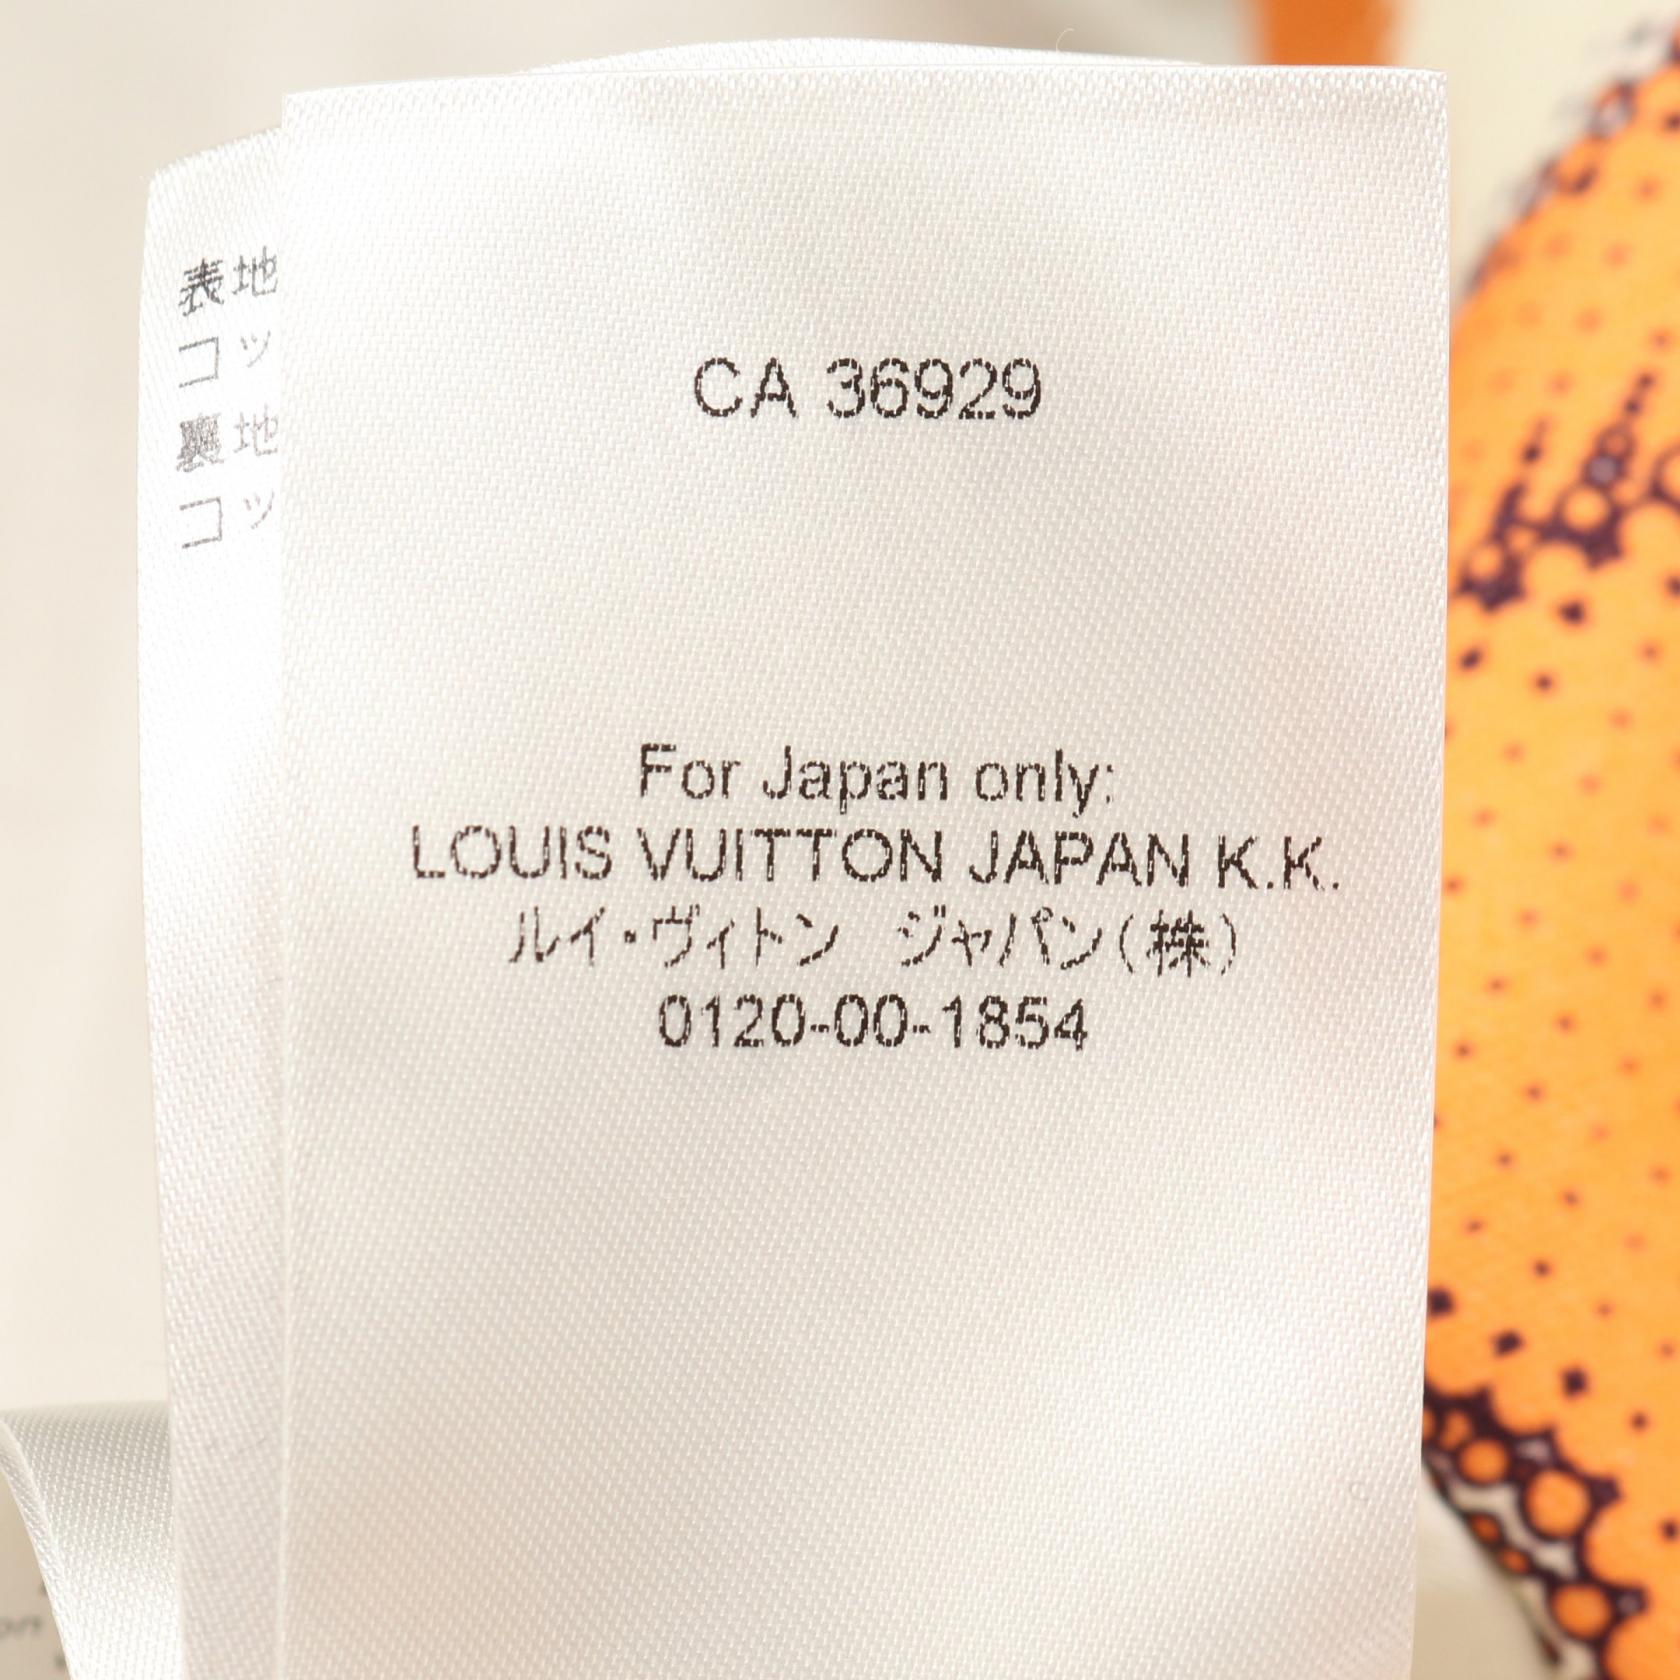 表地
コッ
裏地
コッ
CA 36929
For Japan only:
LOUIS VUITTON JAPAN K.K.
ルイ・ヴィトン　ジャパン(株)
0120-00-1854
on